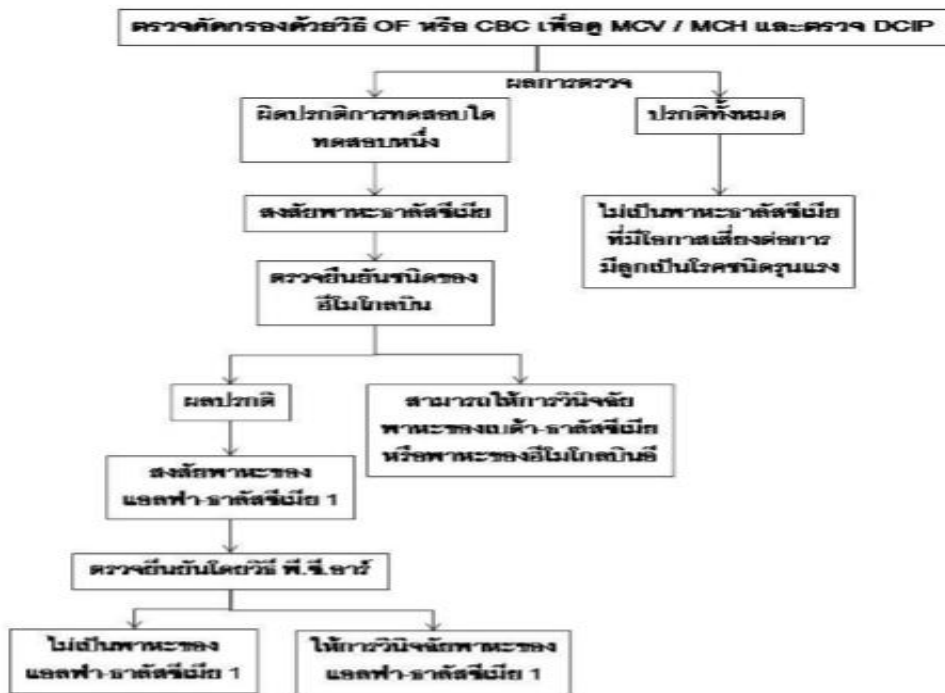 ตรวจคัดกรองด้วยวิธี OF หรือ CBC เพื่อดู MCV / MCH และตรวจ DCIP
ผลการตรวจ
ผิดปรกติการทดสอบใด
ทดสอบหนึ่ง
ปรกติทั้งหมด
สงสัยพาหะธาลัสซีเมีย
ไม่เป็นพาหะธาลัสซีเมีย
ที่มีโอกาสเสี่ยงต่อการ
มีลูกเป็นโรคชนิดรุนแรง
ตรวจยืนยันชนิดของ
ฮีโมโกลบิน
ผลปรกติ
สามารถให้การวินิจฉัย
พาหะของเบต้า-ธาลัสซีเมีย
หรือพาหะของฮีโมโกลบินอี
สงสัยพาหะของ
แอลฟา-ธาลัสซีเมีย 1
ตรวจยืนยันโดยวิธี พี.ซี.อาร์
ไม่เป็นพาหะของ
แอลฟา-ธาลัสซีเมีย 1
ให้การวินิจฉัยพาหะของ
แอลฟา-ธาลัสซีเมีย 1